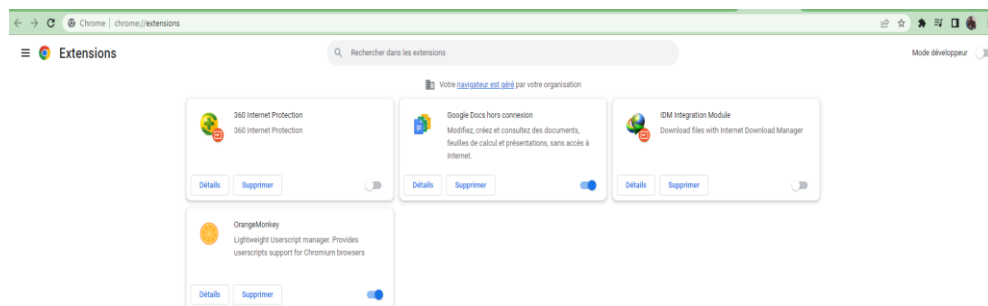 Chrome | chrome://extensions
Extensions
Rechercher dans les extensions
Mode développeur
Votre navigateur est géré par votre organisation
360 Internet Protection
360 Internet Protection
Détails Supprimer
Google Docs hors connexion
Modifiez, créez et consultez des documents,
feuilles de calcul et présentations, sans accès à
Internet.
Détails Supprimer
IDM Integration Module
Download files with Internet Download Manager
Détails Supprimer
OrangeMonkey
Lightweight Userscript manager. Provides
userscripts support for Chromium browsers
Détails Supprimer